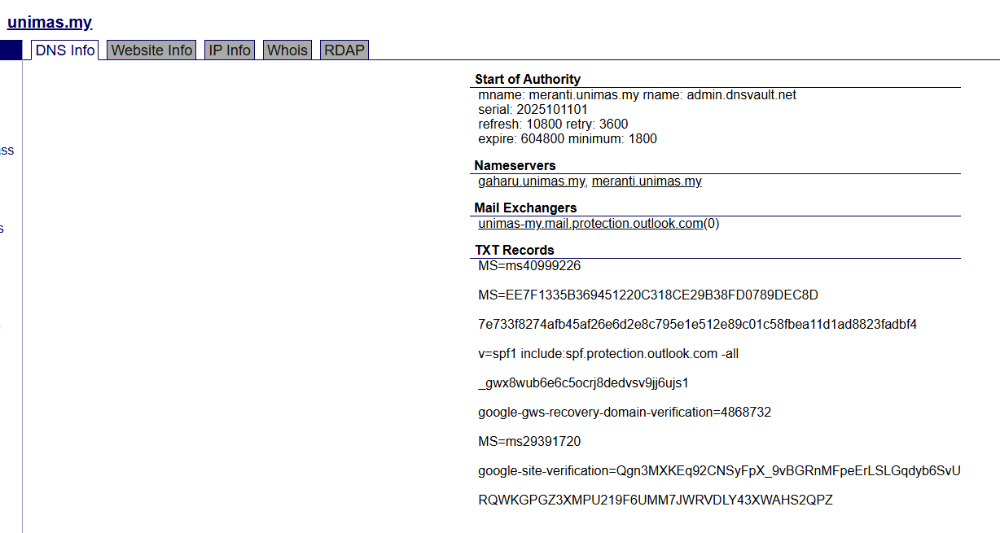 unimas.my
DNS Info Website Info IP Info Whois RDAP
Start of Authority
mname: meranti.unimas.my rname: admin.dnsvault.net
serial: 2025101101
refresh: 10800 retry: 3600
expire: 604800 minimum: 1800
ss
Nameservers
gaharu.unimas.my, meranti.unimas.my
Mail Exchangers
unimas-my.mail.protection.outlook.com(0)
s
TXT Records
MS=ms40999226
MS=EE7F1335B369451220C318CE29B38FD0789DEC8D
7e733f8274afb45af26e6d2e8c795e1e512e89c01c58fbea11d1ad8823fadbf4
v=spf1 include:spf.protection.outlook.com -all
_gwx8wub6e6c5ocrj8dedvsv9jj6ujs1
google-gws-recovery-domain-verification=4868732
MS=ms29391720
google-site-verification=Qgn3MXKEq92CNSyFpX_9vBGRnMFpeErLSLGqdyb6SvU
RQWKGPGZ3XMPU219F6UMM7JWRVDLY43XWAHS2QPZ